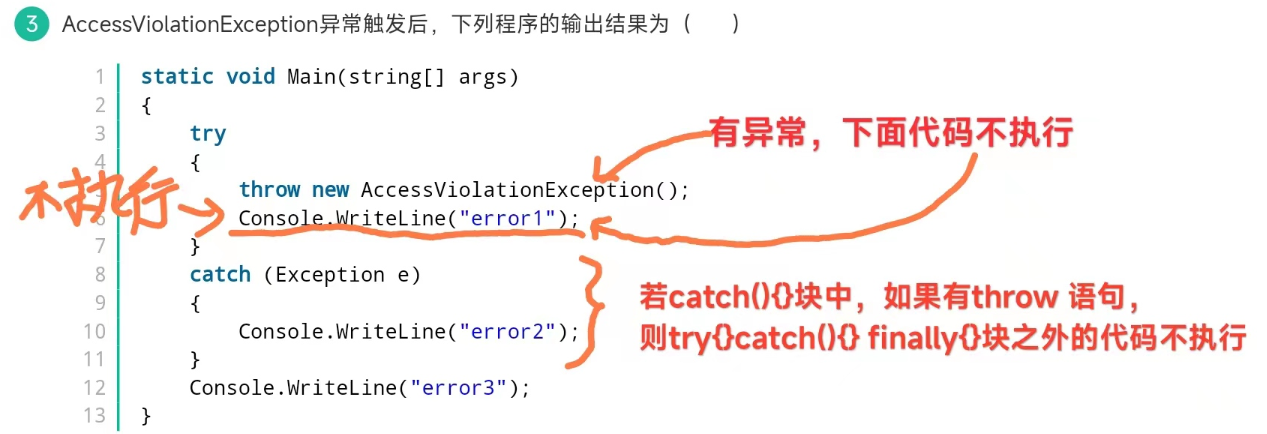 3 AccessViolationException异常触发后，下列程序的输出结果为（  ）
1 static void Main(string[] args)
2 {
3 try
有异常，下面代码不执行
4 {
5 throw new AccessViolationException();
不执行
6 Console.WriteLine("error1");
7 }
8 catch (Exception e)
9 {
若catch(){}块中，如果有throw 语句，
10 Console.WriteLine("error2");
则try{}catch(){} finally{}块之外的代码不执行
11 }
12 Console.WriteLine("error3");
13 }